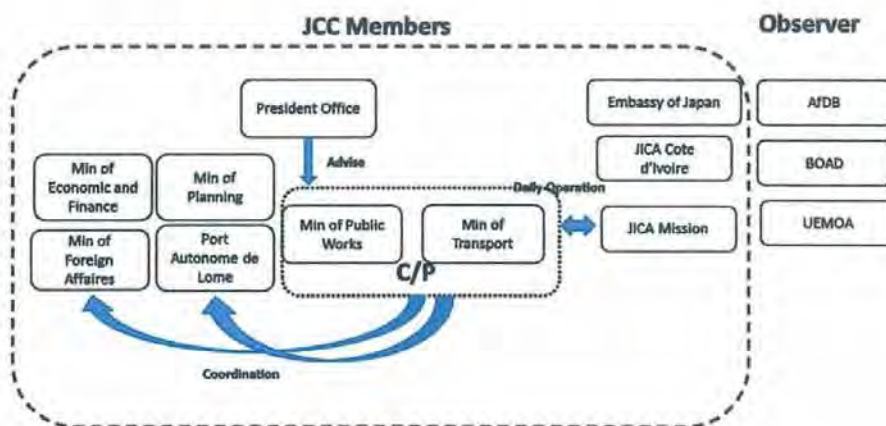 JCC Members
Observer
President Office
Embassy of Japan
AfDB
Advise
JICA Cote
d'Ivoire
BOAD
Min of
Economic and
Finance
Min of
Planning
Daily Operation
Min of Public
Works
Min of
Transport
JICA Mission
UEMOA
Min of
Foreign
Affaires
Port
Autonome de
Lome
C/P
Coordination